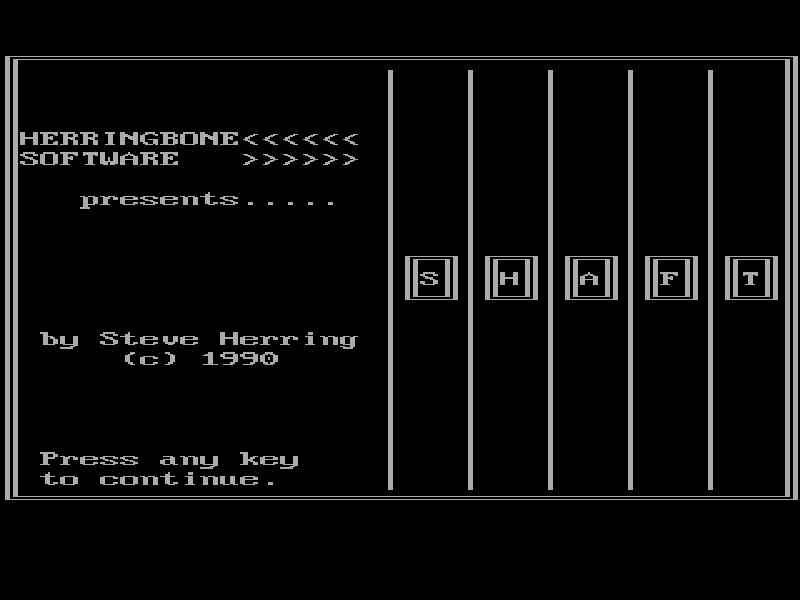 HERRINGBONE<<<<<<
SOFTWARE >>>>>>
presents.....
S H A F T
by Steve Herring
(c) 1990
Press any key
to continue.